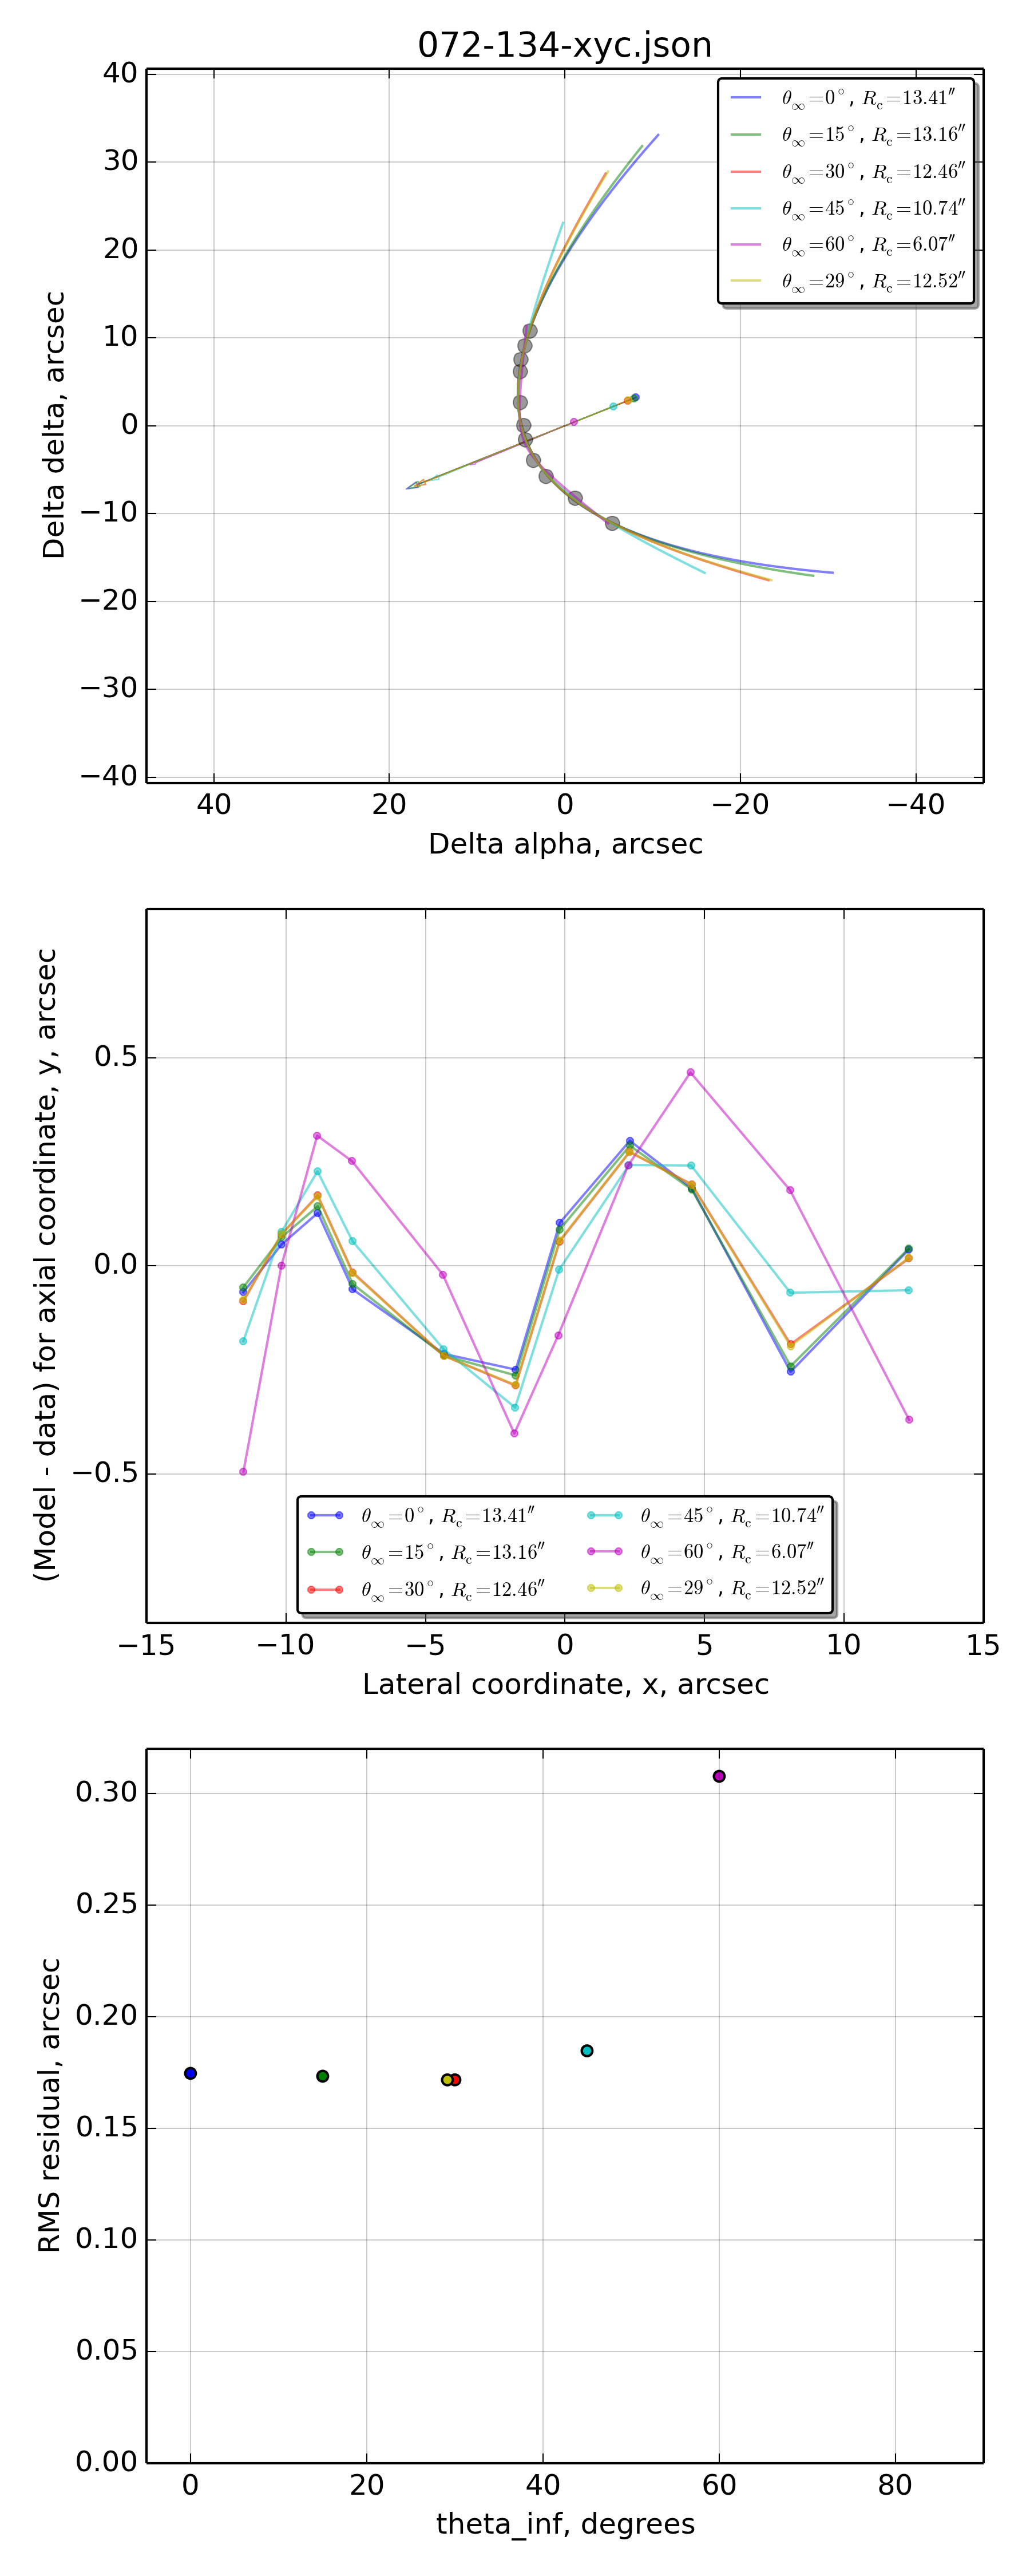 072-134-xyc.json
40
30
20
10
0
−10
−20
−30
−40
Delta delta, arcsec
θ∞=0°, Rc=13.41″
θ∞=15°, Rc=13.16″
θ∞=30°, Rc=12.46″
θ∞=45°, Rc=10.74″
θ∞=60°, Rc=6.07″
θ∞=29°, Rc=12.52″
40 20 0 −20 −40
Delta alpha, arcsec
0.5
0.0
−0.5
(Model - data) for axial coordinate, y, arcsec
θ∞=0°, Rc=13.41″ θ∞=45°, Rc=10.74″
θ∞=15°, Rc=13.16″ θ∞=60°, Rc=6.07″
θ∞=30°, Rc=12.46″ θ∞=29°, Rc=12.52″
−15 −10 −5 0 5 10 15
Lateral coordinate, x, arcsec
0.30
0.25
0.20
0.15
0.10
0.05
0.00
RMS residual, arcsec
0 20 40 60 80
theta_inf, degrees